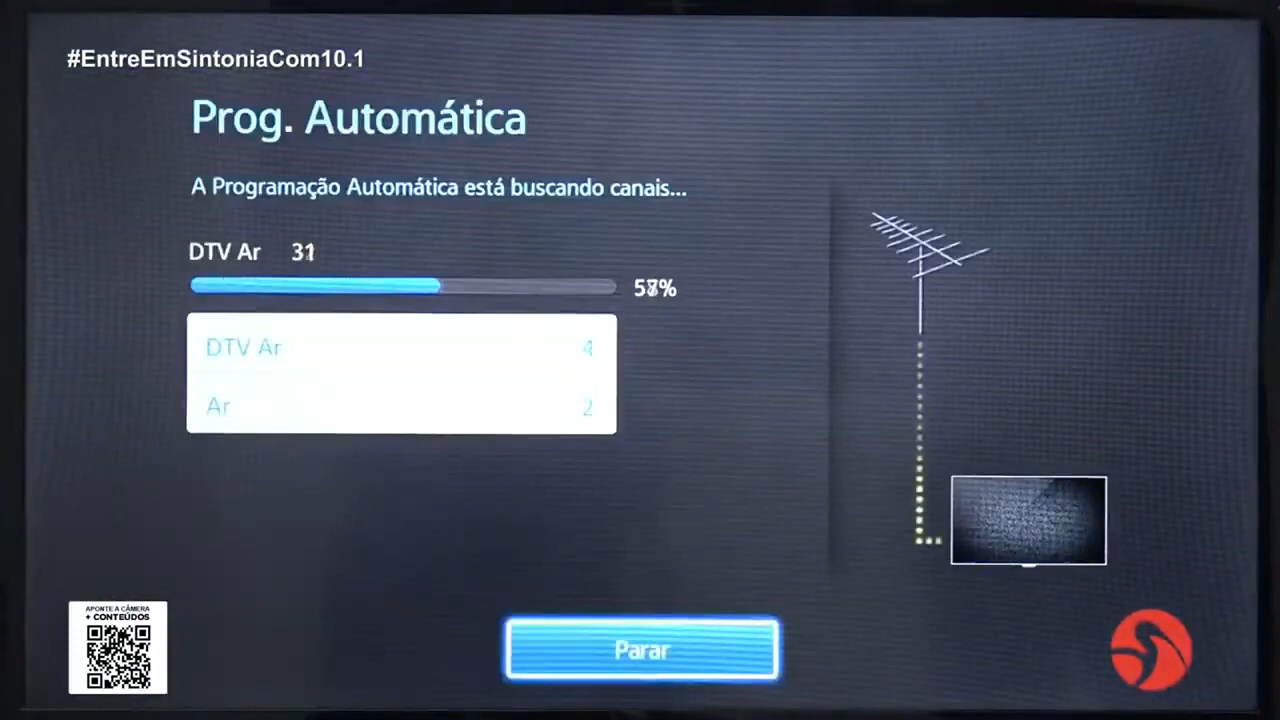 #EntreEmSintoniaCom10.1
Prog. Automática
A Programação Automática está buscando canais...
DTV Ar
DTV Ar 4
Ar 2
APONTE A CÂMERA
+ CONTEÚDOS
Parar